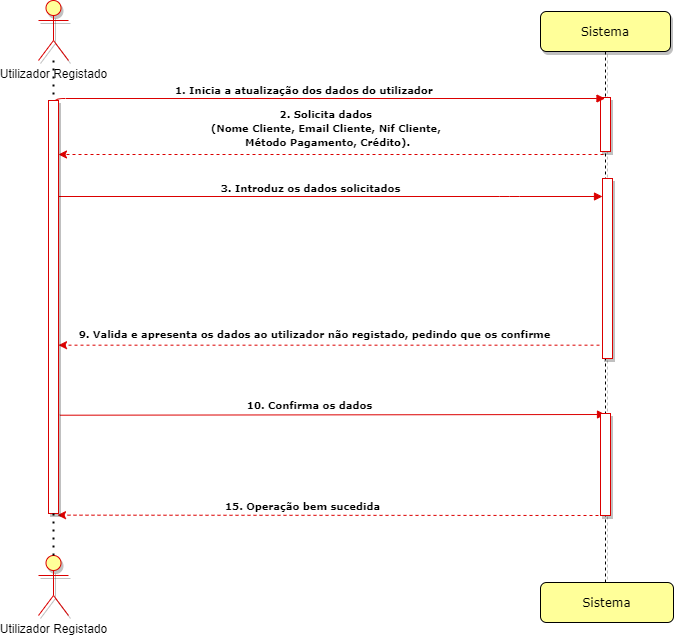 Sistema
Utilizador Registado
1. Inicia a atualização dos dados do utilizador
2. Solicita dados
(Nome Cliente, Email Cliente, Nif Cliente,
Método Pagamento, Crédito).
3. Introduz os dados solicitados
9. Valida e apresenta os dados ao utilizador não registado, pedindo que os confirme
10. Confirma os dados
15. Operação bem sucedida
Sistema
Utilizador Registado